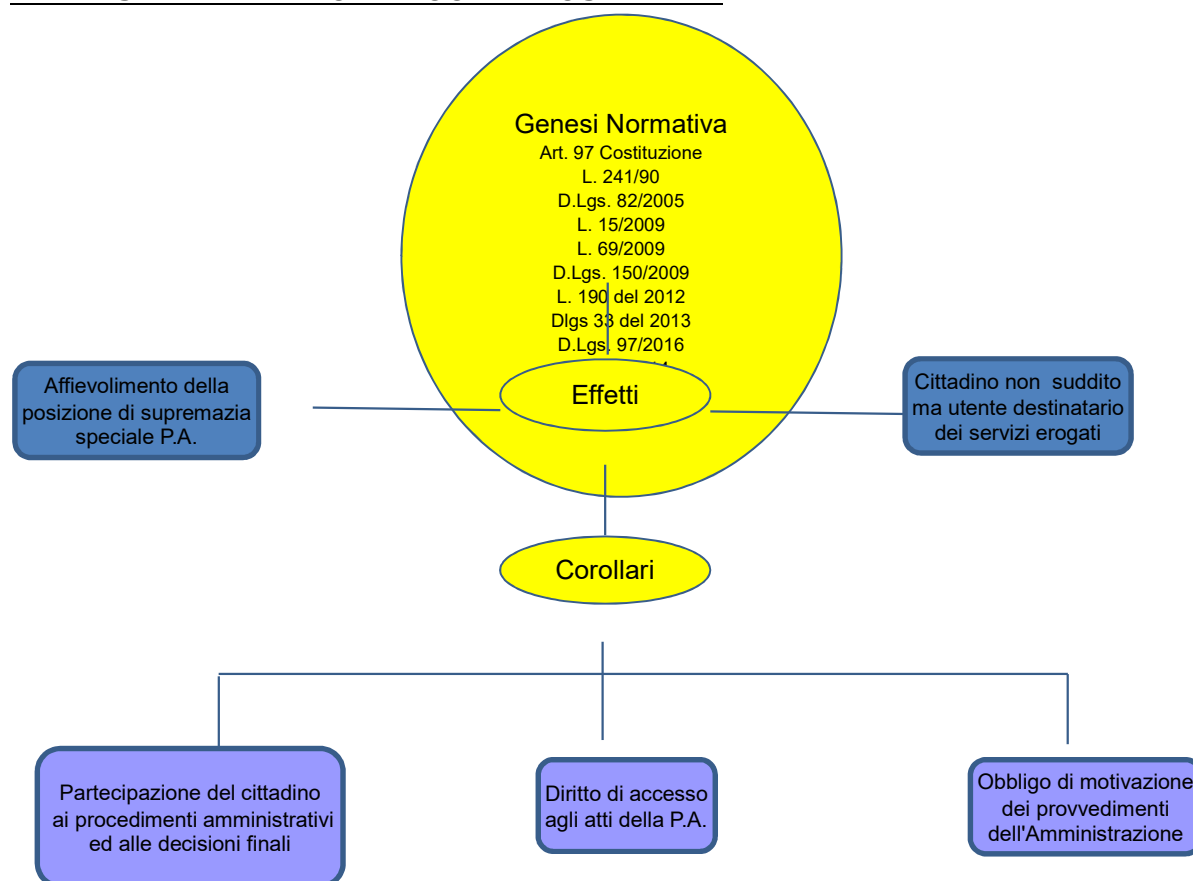 Genesi Normativa
Art. 97 Costituzione
L. 241/90
D.Lgs. 82/2005
L. 15/2009
L. 69/2009
D.Lgs. 150/2009
L. 190 del 2012
Dlgs 33 del 2013
D.Lgs. 97/2016
Effetti
Affievolimento della
posizione di supremazia
speciale P.A.
Cittadino non suddito
ma utente destinatario
dei servizi erogati
Corollari
Partecipazione del cittadino
ai procedimenti amministrativi
ed alle decisioni finali
Diritto di accesso
agli atti della P.A.
Obbligo di motivazione
dei provvedimenti
dell'Amministrazione